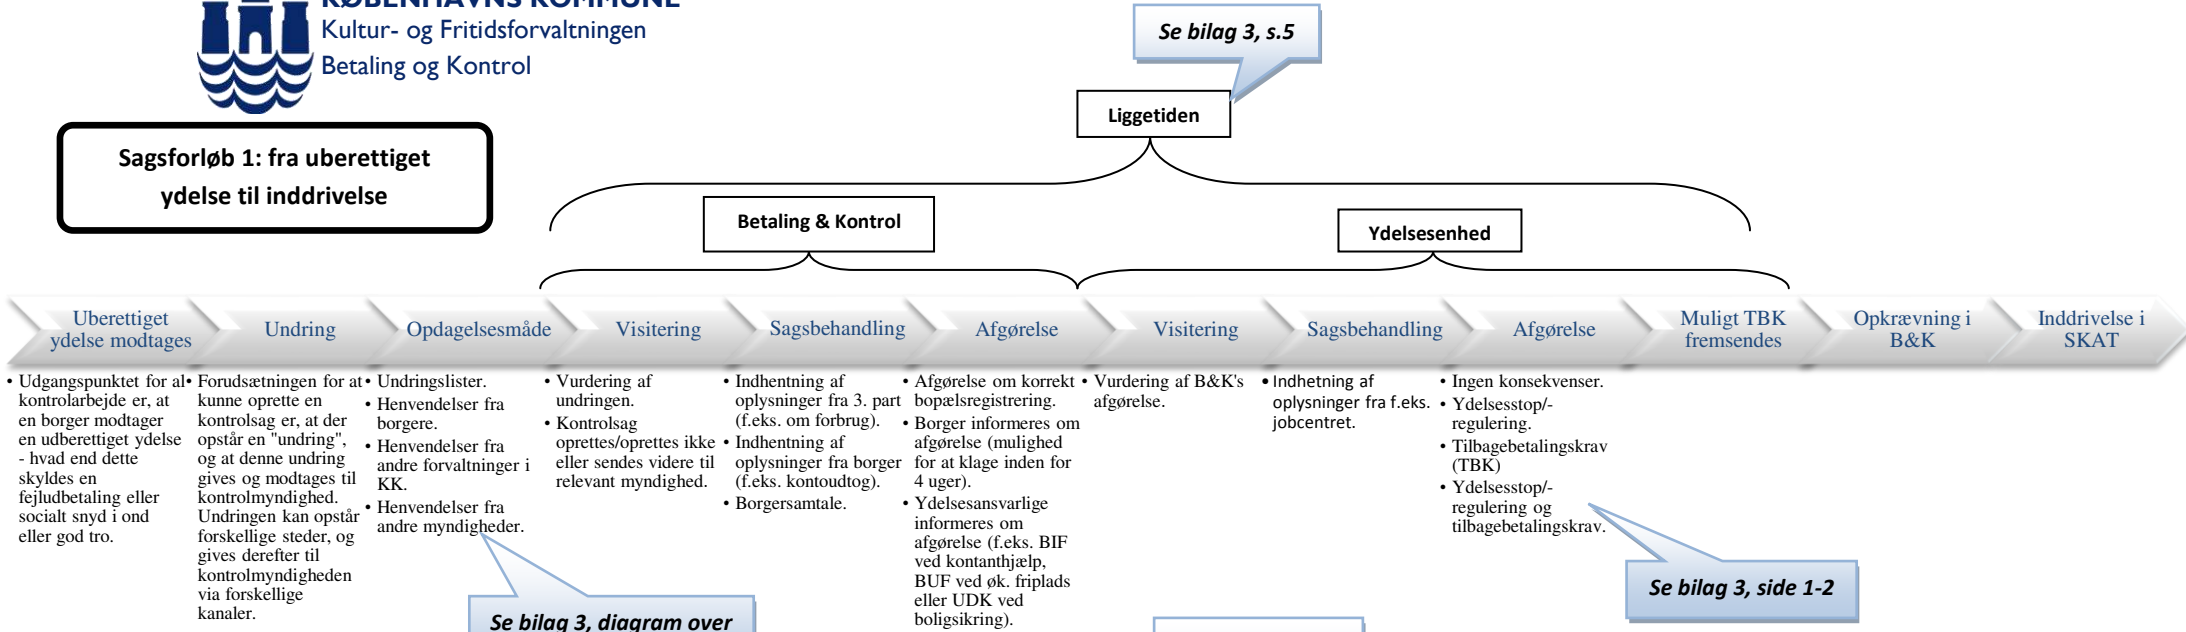 KØBENHAVNS KOMMUNE
Kultur- og Fritidsforvaltningen
Betaling og Kontrol
Se bilag 3, s.5
Liggetiden
Sagsforløb 1: fra uberettiget
ydelse til inddrivelse
Betaling & Kontrol
Ydelsesenhed
Uberettiget
ydelse modtages
Undring
Opdagelsesmåde
Visitering
Sagsbehandling
Afgørelse
Visitering
Sagsbehandling
Afgørelse
Muligt TBK
fremsendes
Opkrævning i
B&K
Inddrivelse i
SKAT
• Udgangspunktet for al
kontrolarbejde er, at
en borger modtager
en udberettiget ydelse
- hvad end dette
skyldes en
fejludbetaling eller
socialt snyd i ond
eller god tro.
• Forudsætningen for at
kunne oprette en
kontrolsag er, at der
opstår en "undring",
og at denne undring
gives og modtages til
kontrolmyndighed.
Undringen kan opstår
forskellige steder, og
gives derefter til
kontrolmyndigheden
via forskellige
kanaler.
• Undringslister.
• Henvendelser fra
borgere.
• Henvendelser fra
andre forvaltninger i
KK.
• Henvendelser fra
andre myndigheder.
• Vurdering af
undringen.
• Kontrolsag
oprettes/oprettes ikke
eller sendes videre til
relevant myndighed.
• Indhentning af
oplysninger fra 3. part
(f.eks. om forbrug).
• Indhentning af
oplysninger fra borger
(f.eks. kontoudtog).
• Borgersamtale.
• Afgørelse om korrekt
bopælsregistrering.
• Borger informeres om
afgørelse (mulighed
for at klage inden for
4 uger).
• Ydelsesansvarlige
informeres om
afgørelse (f.eks. BIF
ved kontanthjælp,
BUF ved øk. friplads
eller UDK ved
boligsikring).
• Vurdering af B&K's
afgørelse.
• Indhetning af
oplysninger fra f.eks.
jobcentret.
• Ingen konsekvenser.
• Ydelsesstop/-
regulering.
• Tilbagebetalingskrav
(TBK)
• Ydelsesstop/-
regulering og
tilbagebetalingskrav.
Se bilag 3, side 1-2
Se bilag 3, diagram over